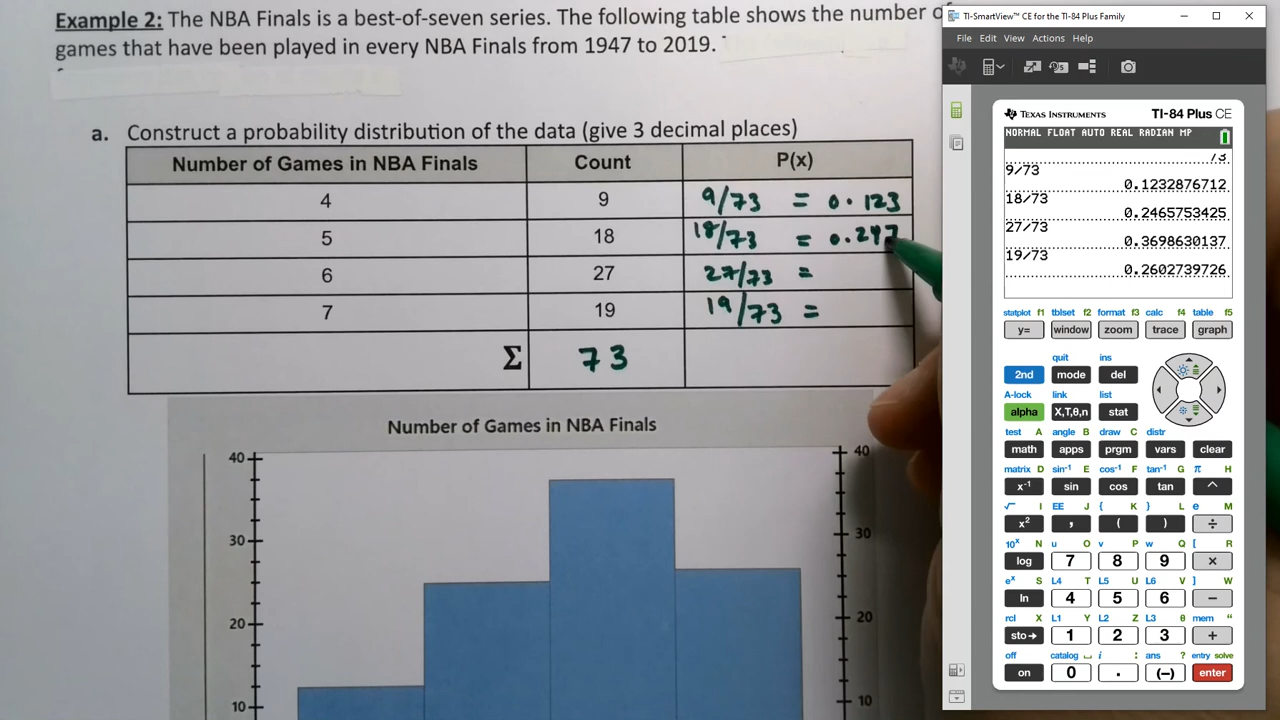 Example 2: The NBA Finals is a best-of-seven series. The following table shows the number
games that have been played in every NBA Finals from 1947 to 2019.
a. Construct a probability distribution of the data (give 3 decimal places)
Number of Games in NBA Finals Count P(x)
4 9 9/73 = 0.123
5 18 18/73 = 0.247
6 27 27/73 =
7 19 19/73 =
Σ 73
Number of Games in NBA Finals
40 40
30 30
20 20
10 10
TI-SmartView™ CE for the TI-84 Plus Family
File Edit View Actions Help
TEXAS INSTRUMENTS TI-84 Plus CE
NORMAL FLOAT AUTO REAL RADIAN MP
73
9/73
0.1232876712
18/73
0.2465753425
27/73
0.3698630137
19/73
0.2602739726
statplot f1 tblset f2 format f3 calc f4 table f5
y= window zoom trace graph
quit ins
2nd mode del
A-lock link list
alpha X,T,θ,n stat
test A angle B draw C distr
math apps prgm vars clear
matrix D sin⁻¹ E cos⁻¹ F tan⁻¹ G π H
x⁻¹ sin cos tan ^
√ I EE J { K } L e M
x² , ( ) ÷
10ˣ N u O v P w Q [ R
log 7 8 9 ×
eˣ S L4 T L5 U L6 V ] W
ln 4 5 6 −
rcl X L1 Y L2 Z L3 θ mem "
sto→ 1 2 3 +
off catalog i : ans ? entry solve
on 0 . (−) enter